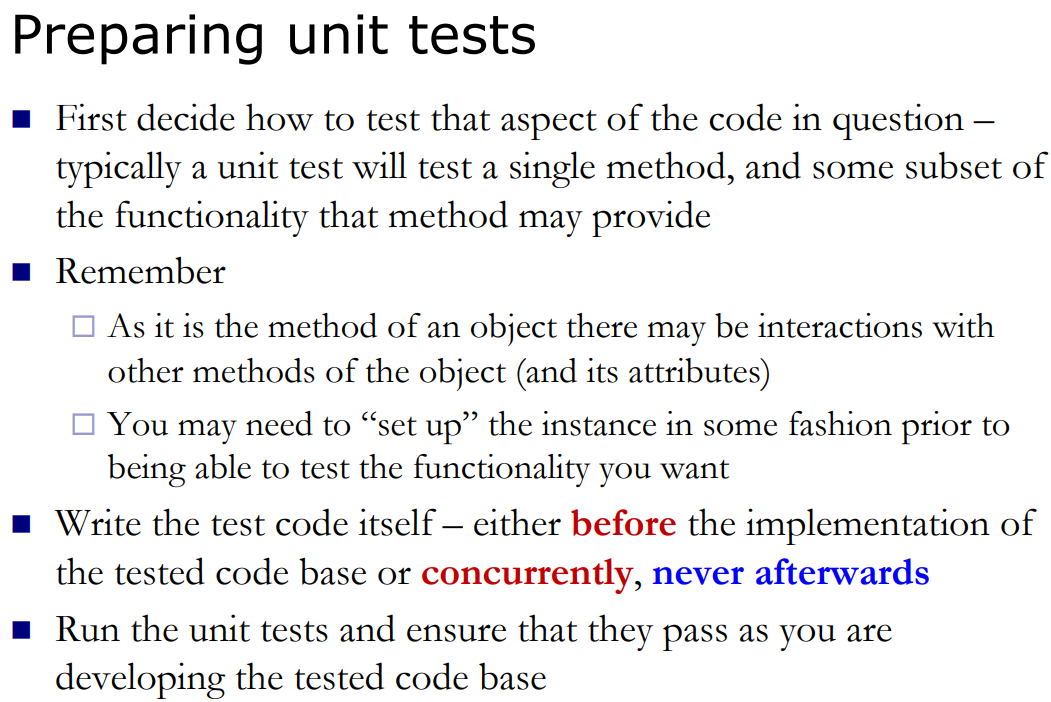 Preparing unit tests
First decide how to test that aspect of the code in question –
typically a unit test will test a single method, and some subset of
the functionality that method may provide
Remember
As it is the method of an object there may be interactions with
other methods of the object (and its attributes)
You may need to “set up” the instance in some fashion prior to
being able to test the functionality you want
Write the test code itself – either before the implementation of
the tested code base or concurrently, never afterwards
Run the unit tests and ensure that they pass as you are
developing the tested code base